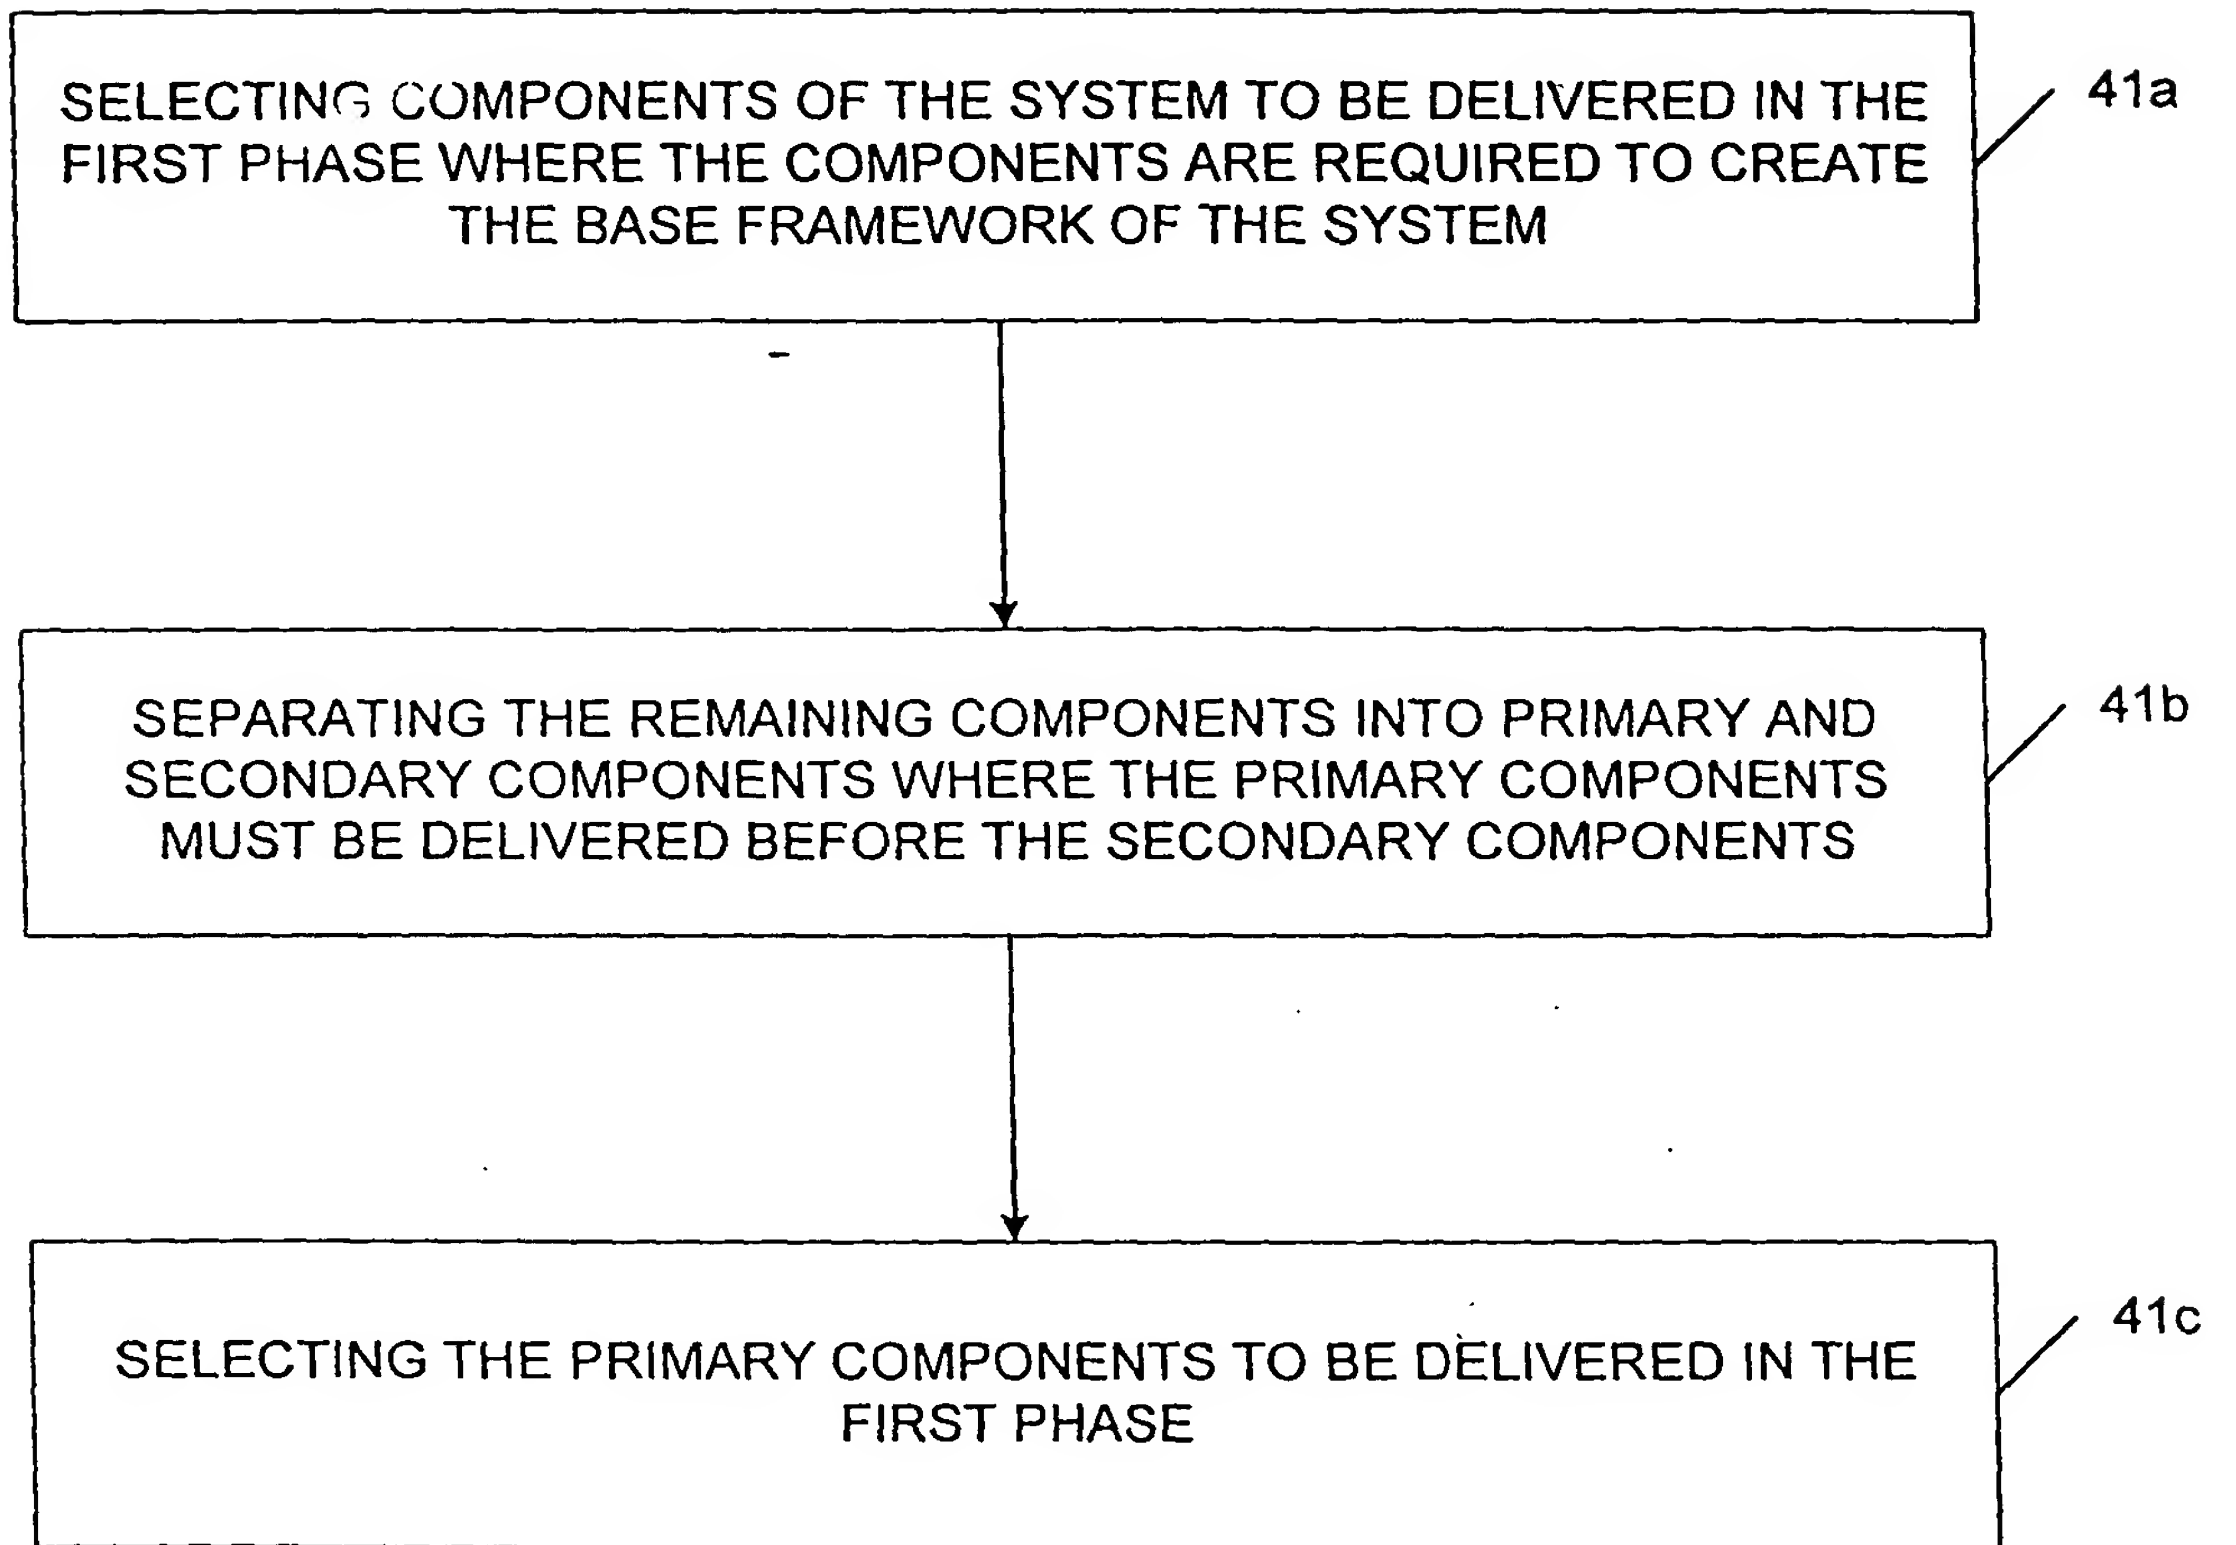 SELECTING COMPONENTS OF THE SYSTEM TO BE DELIVERED IN THE
FIRST PHASE WHERE THE COMPONENTS ARE REQUIRED TO CREATE
THE BASE FRAMEWORK OF THE SYSTEM
41a
SEPARATING THE REMAINING COMPONENTS INTO PRIMARY AND
SECONDARY COMPONENTS WHERE THE PRIMARY COMPONENTS
MUST BE DELIVERED BEFORE THE SECONDARY COMPONENTS
41b
SELECTING THE PRIMARY COMPONENTS TO BE DELIVERED IN THE
FIRST PHASE
41c